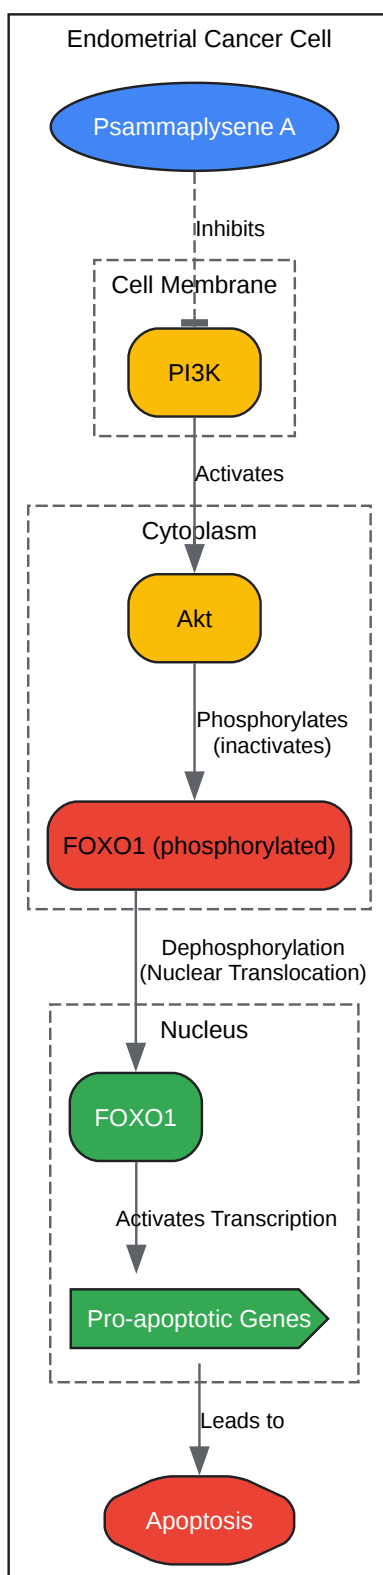 Endometrial Cancer Cell
Psammaplysene A
Inhibits
Cell Membrane
PI3K
Activates
Cytoplasm
Akt
Phosphorylates
(inactivates)
FOXO1 (phosphorylated)
Dephosphorylation
(Nuclear Translocation)
Nucleus
FOXO1
Activates Transcription
Pro-apoptotic Genes
Leads to
Apoptosis